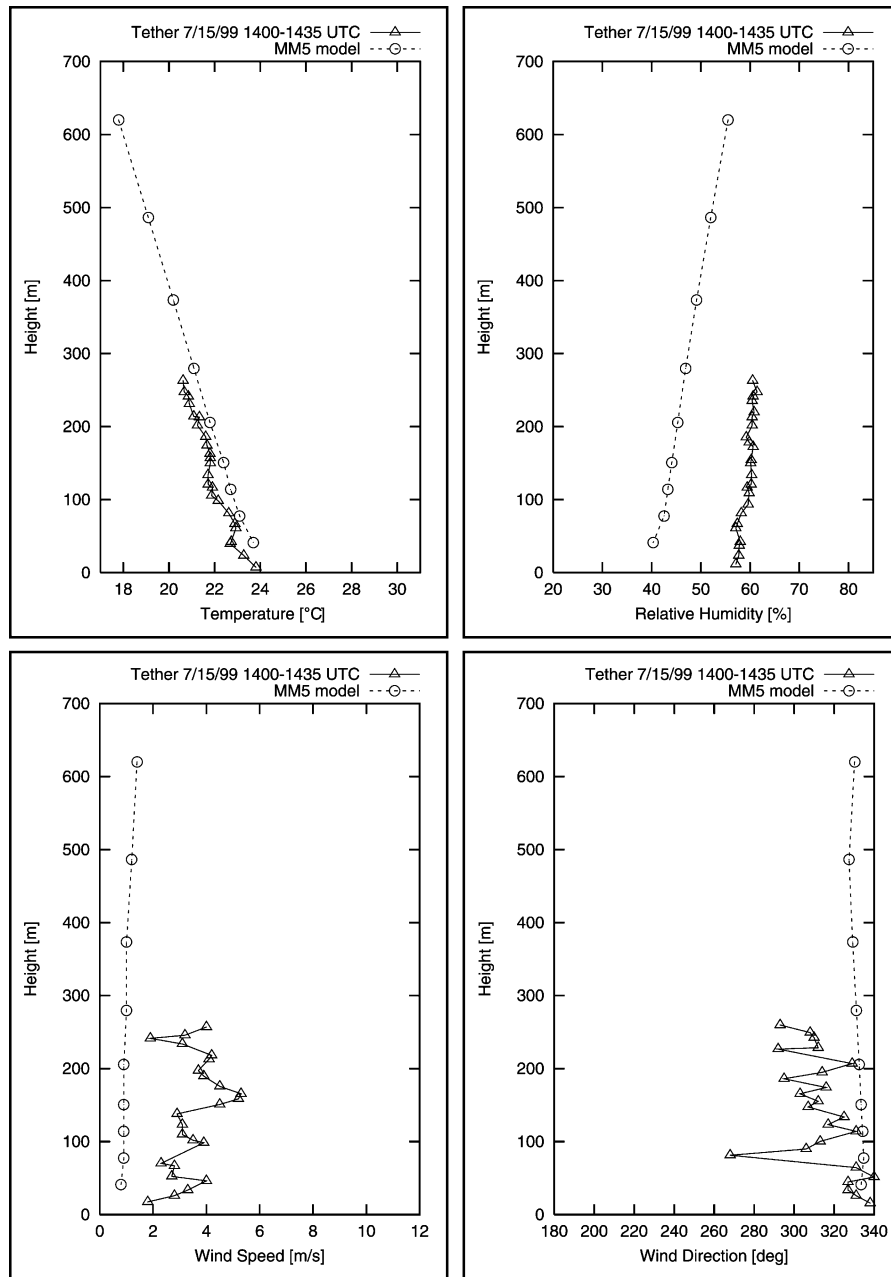 Tether 7/15/99 1400-1435 UTC
MM5 model
700
600
500
400
300
200
100
0
Height [m]
18 20 22 24 26 28 30
Temperature [°C]
Tether 7/15/99 1400-1435 UTC
MM5 model
700
600
500
400
300
200
100
0
Height [m]
20 30 40 50 60 70 80
Relative Humidity [%]
Tether 7/15/99 1400-1435 UTC
MM5 model
700
600
500
400
300
200
100
0
Height [m]
0 2 4 6 8 10 12
Wind Speed [m/s]
Tether 7/15/99 1400-1435 UTC
MM5 model
700
600
500
400
300
200
100
0
Height [m]
180 200 220 240 260 280 300 320 340
Wind Direction [deg]